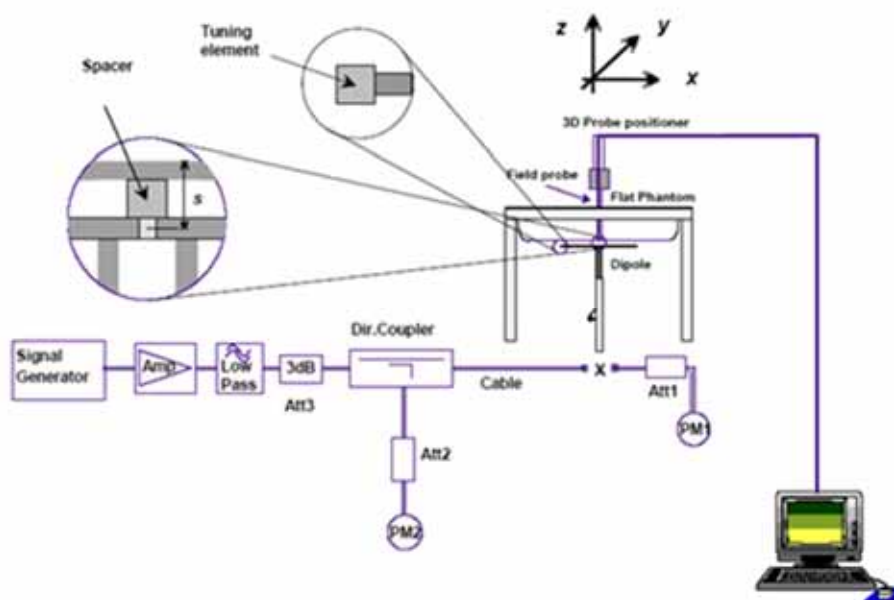 Tuning
element
Spacer
s
z
y
x
3D Probe positioner
Field probe
Flat Phantom
Dipole
Dir.Coupler
Signal
Generator
Amp
Low
Pass
3dB
Att3
Cable
x
Att1
PM1
Att2
PM2